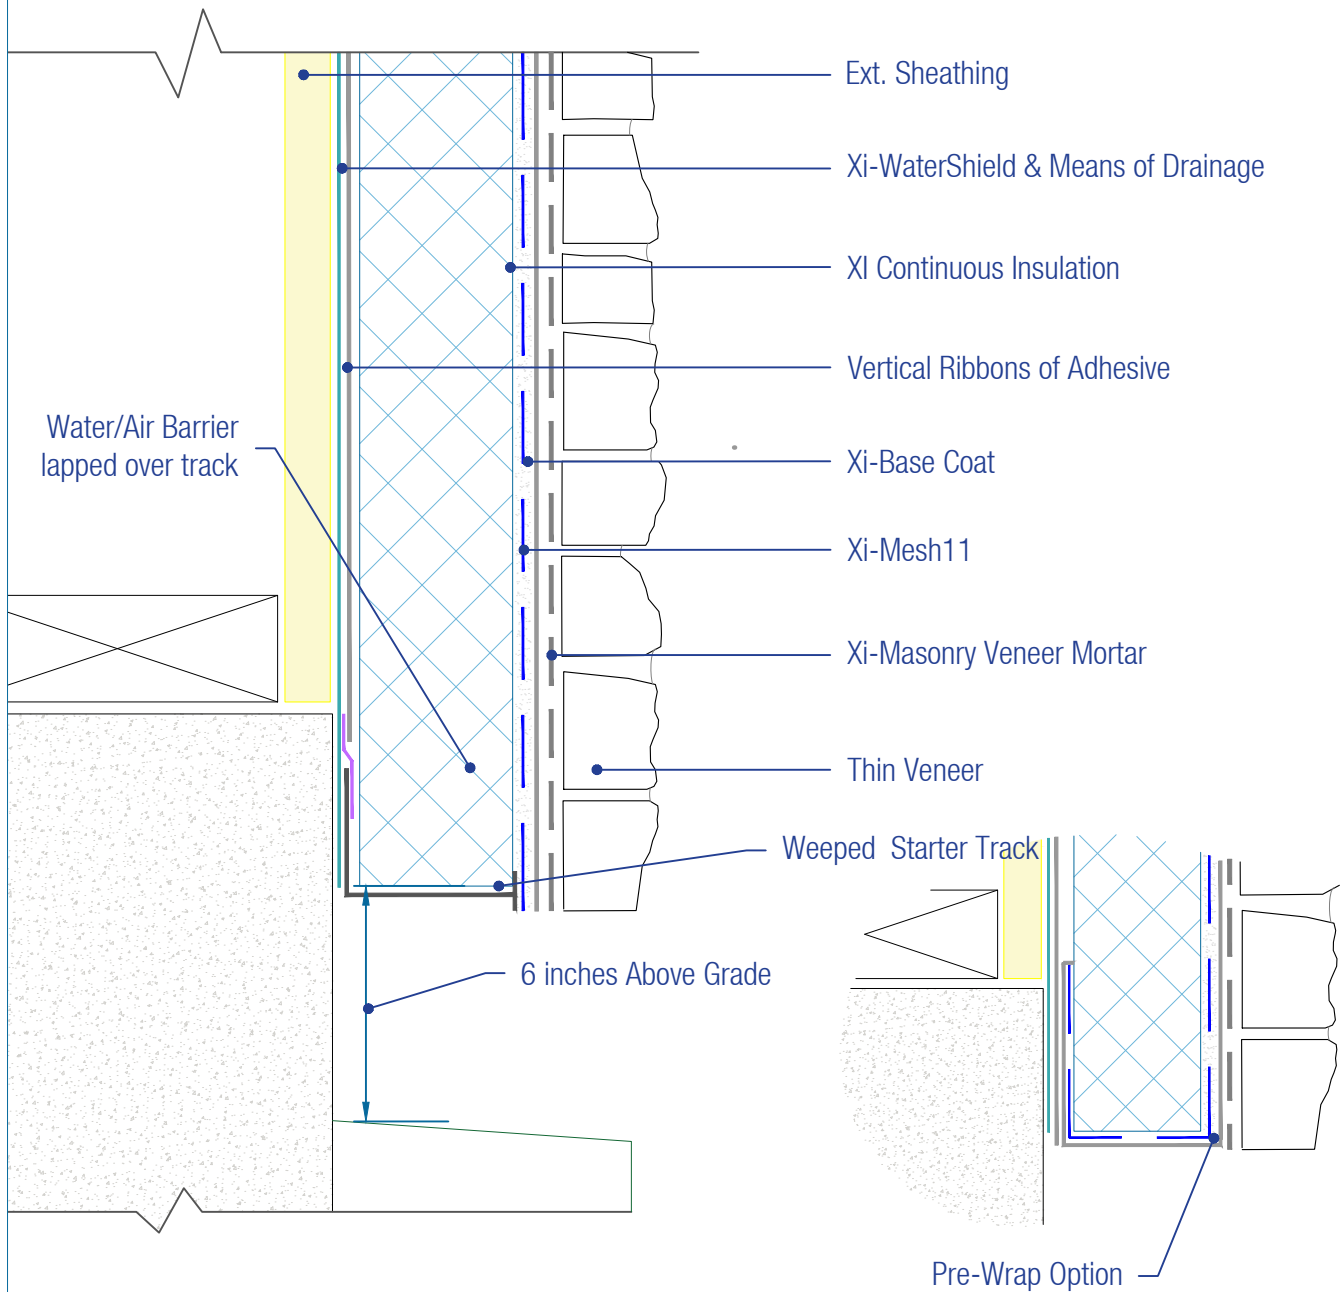 Ext. Sheathing
Xi-WaterShield & Means of Drainage
XI Continuous Insulation
Vertical Ribbons of Adhesive
Water/Air Barrier
lapped over track
Xi-Base Coat
Xi-Mesh11
Xi-Masonry Veneer Mortar
Thin Veneer
Weeped  Starter Track
6 inches Above Grade
Pre-Wrap Option